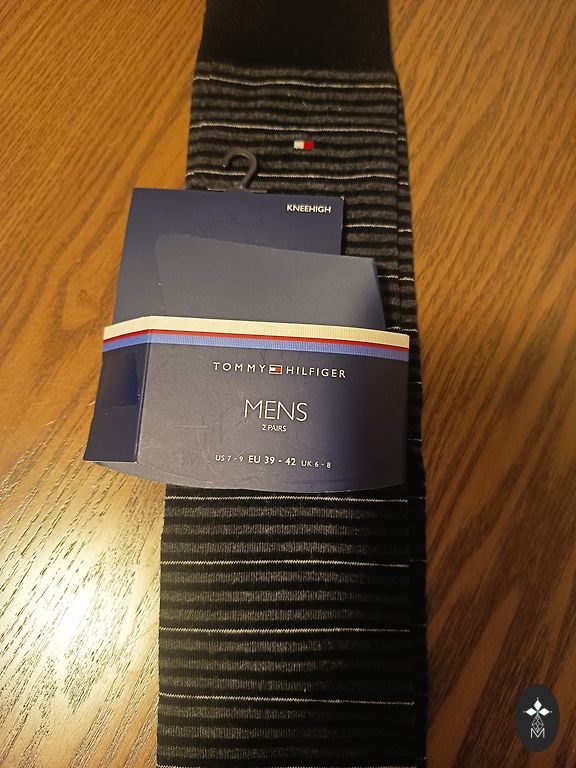 KNEEHIGH
TOMMY HILFIGER
MENS
2 PAIRS
US 7 - 9 EU 39 - 42 UK 6 - 8
M